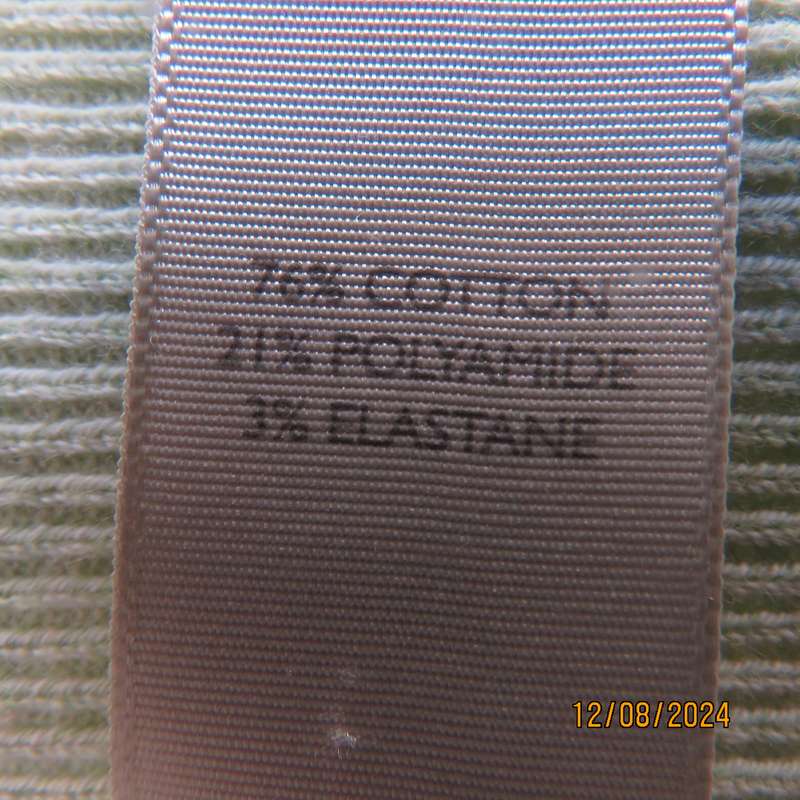 76% COTTON
21% POLYAMIDE
3% ELASTANE
12/08/2024